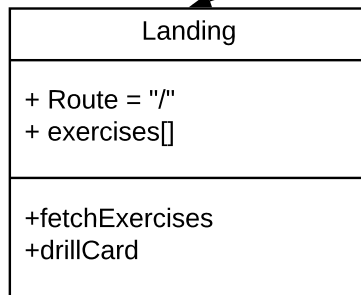 Landing
+ Route = "/"
+ exercises[]
+fetchExercises
+drillCard